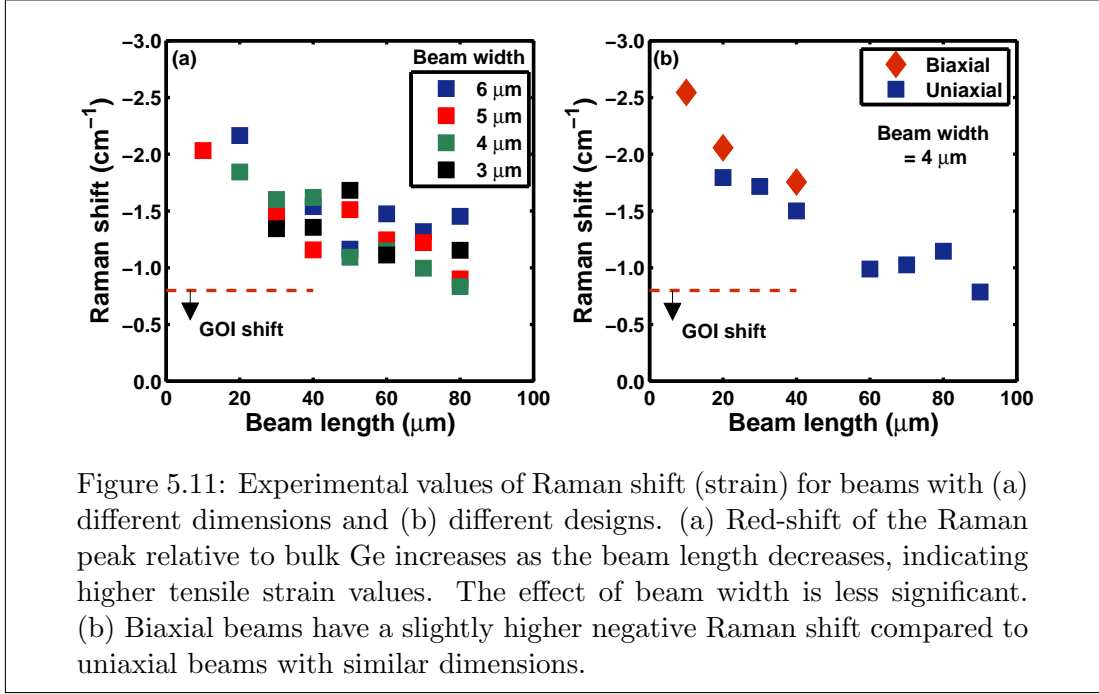 (a)
Beam width
6 μm
5 μm
4 μm
3 μm
GOI shift
−3.0
−2.5
−2.0
−1.5
−1.0
−0.5
0.0
0 20 40 60 80 100
Raman shift (cm⁻¹)
Beam length (μm)
(b)
Biaxial
Uniaxial
Beam width
= 4 μm
GOI shift
−3.0
−2.5
−2.0
−1.5
−1.0
−0.5
0.0
0 20 40 60 80 100
Raman shift (cm⁻¹)
Beam length (μm)
Figure 5.11: Experimental values of Raman shift (strain) for beams with (a)
different dimensions and (b) different designs. (a) Red-shift of the Raman
peak relative to bulk Ge increases as the beam length decreases, indicating
higher tensile strain values. The effect of beam width is less significant.
(b) Biaxial beams have a slightly higher negative Raman shift compared to
uniaxial beams with similar dimensions.